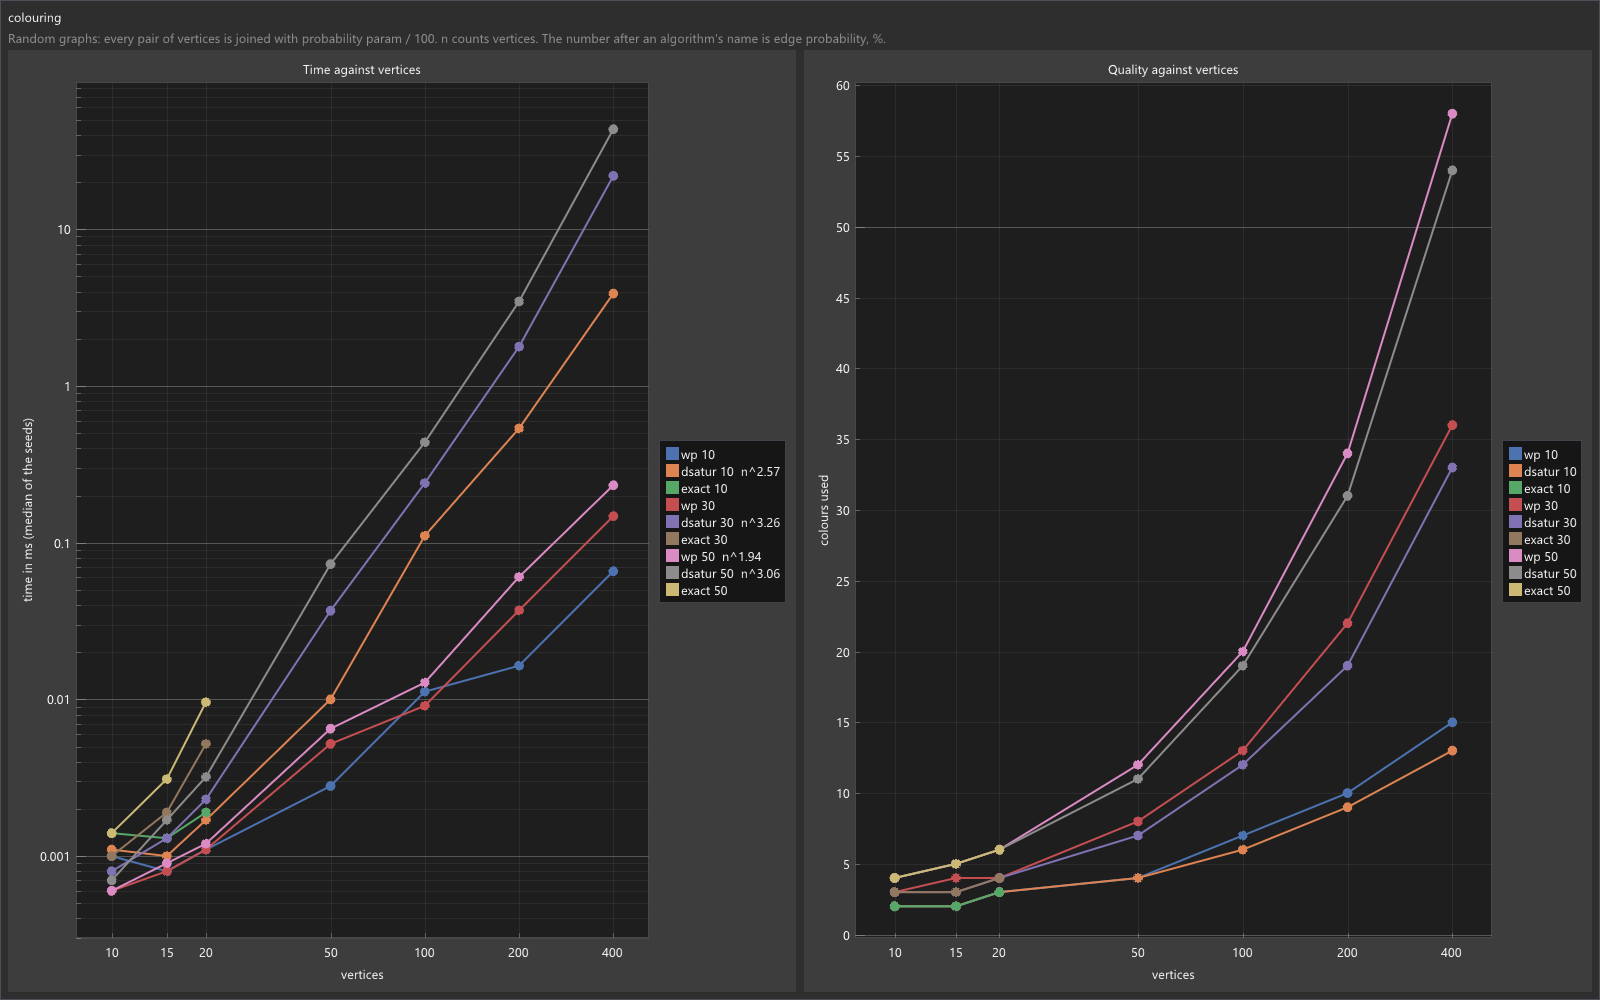 colouring
Random graphs: every pair of vertices is joined with probability param / 100. n counts vertices. The number after an algorithm's name is edge probability, %.
Time against vertices
10
1
0.1
0.01
0.001
time in ms (median of the seeds)
10 15 20 50 100 200 400
vertices
wp 10
dsatur 10 n^2.57
exact 10
wp 30
dsatur 30 n^3.26
exact 30
wp 50 n^1.94
dsatur 50 n^3.06
exact 50
Quality against vertices
60
55
50
45
40
35
30
25
20
15
10
5
0
colours used
10 15 20 50 100 200 400
vertices
wp 10
dsatur 10
exact 10
wp 30
dsatur 30
exact 30
wp 50
dsatur 50
exact 50